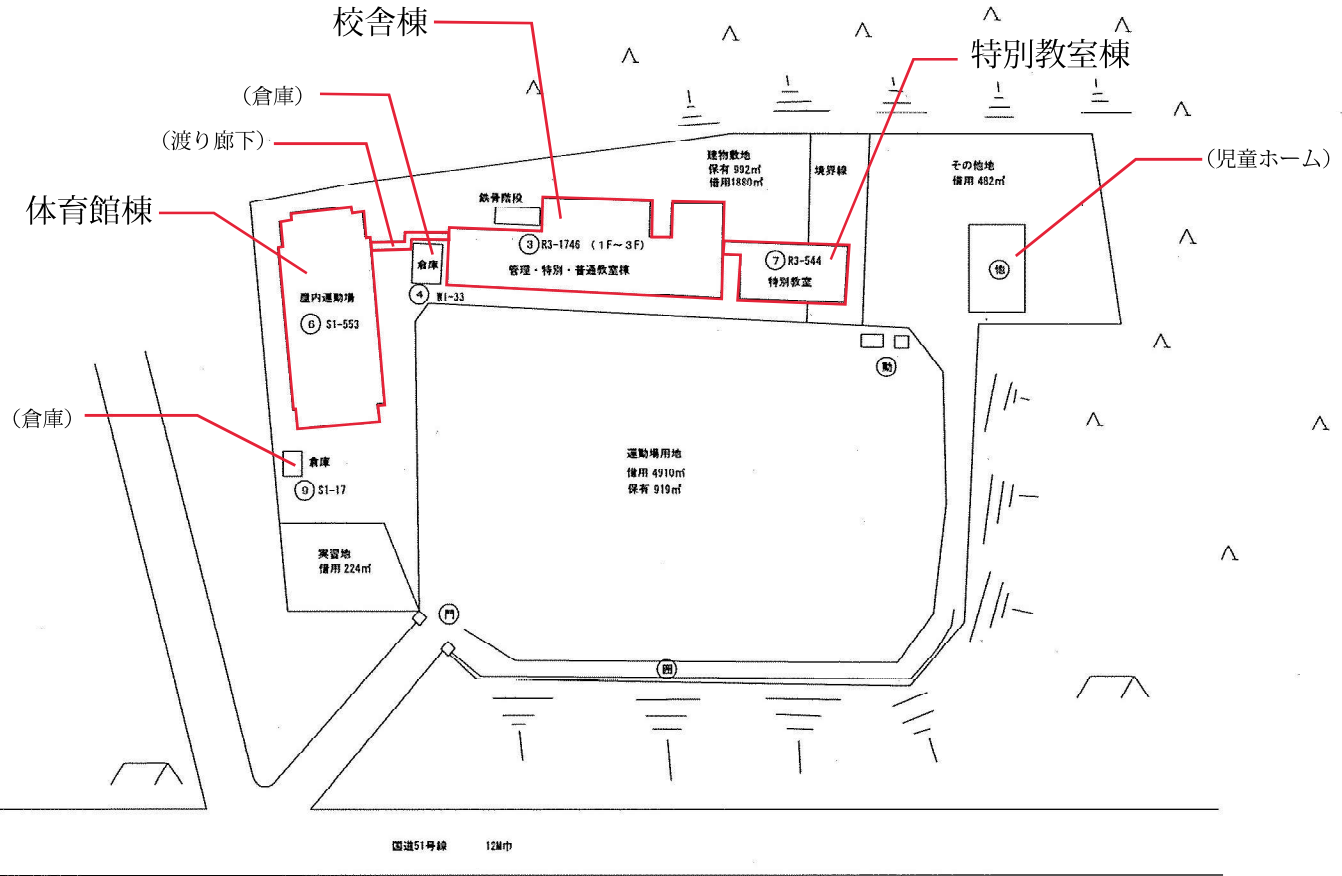 校舎棟
特別教室棟
（倉庫）
（渡り廊下）
体育館棟
（児童ホーム）
（倉庫）
建物敷地
保有 992㎡
借用1880㎡
境界線
その他地
借用 482㎡
鉄骨階段
③ R3-1746 （1F～3F）
管理・特別・普通教室棟
倉庫
④ W1-33
⑦ R3-544
特別教室
他
屋内運動場
⑥ S1-553
動
倉庫
⑨ S1-17
運動場用地
借用 4910㎡
保有 919㎡
実習地
借用 224㎡
門
囲
国道51号線 12M巾